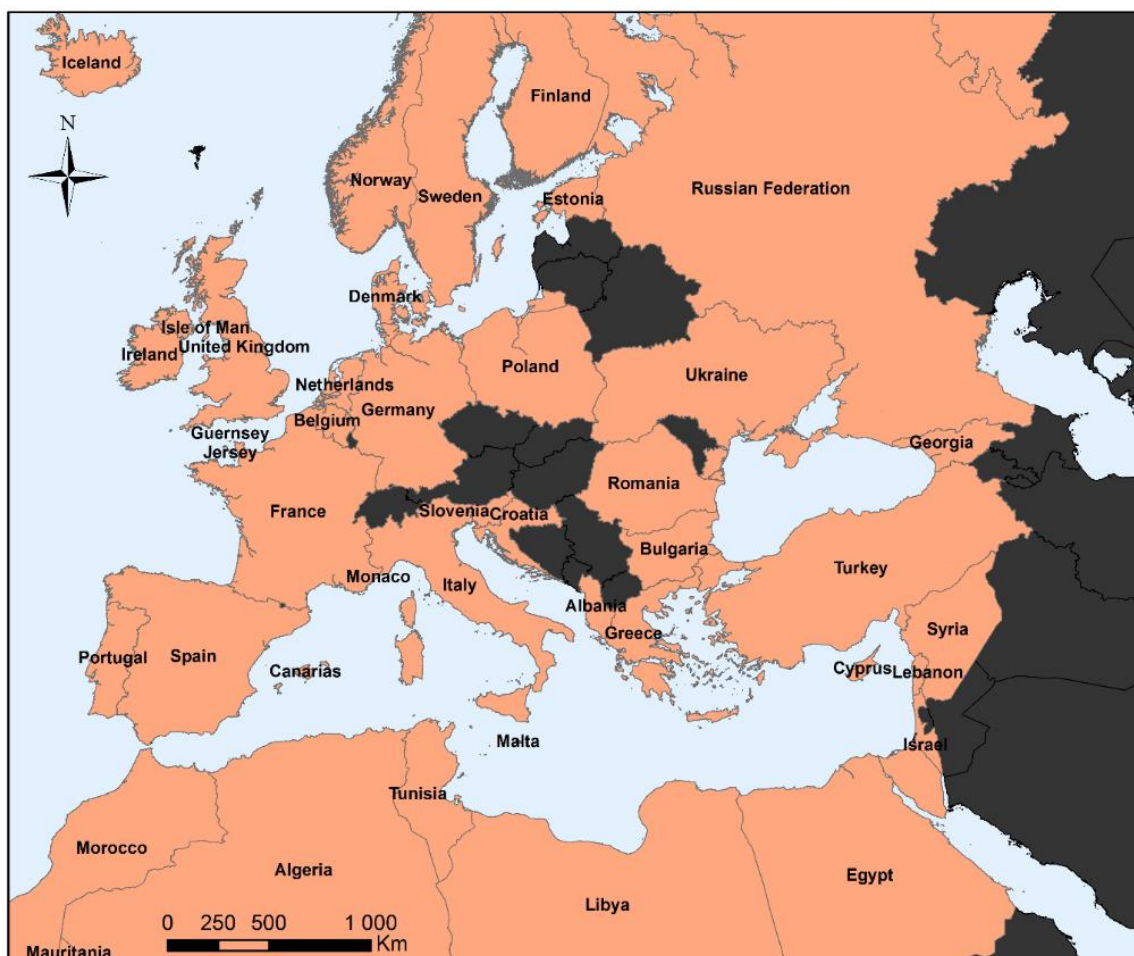 Iceland
N
Finland
Norway
Sweden
Estonia
Russian Federation
Denmark
Isle of Man
United Kingdom
Ireland
Poland
Ukraine
Netherlands
Germany
Belgium
Guernsey
Jersey
Georgia
Romania
France
Slovenia
Croatia
Bulgaria
Turkey
Monaco
Italy
Albania
Greece
Syria
Portugal
Spain
Canarias
Cyprus
Lebanon
Malta
Israel
Tunisia
Morocco
Algeria
Egypt
Libya
0 250 500 1 000
Km
Mauritania